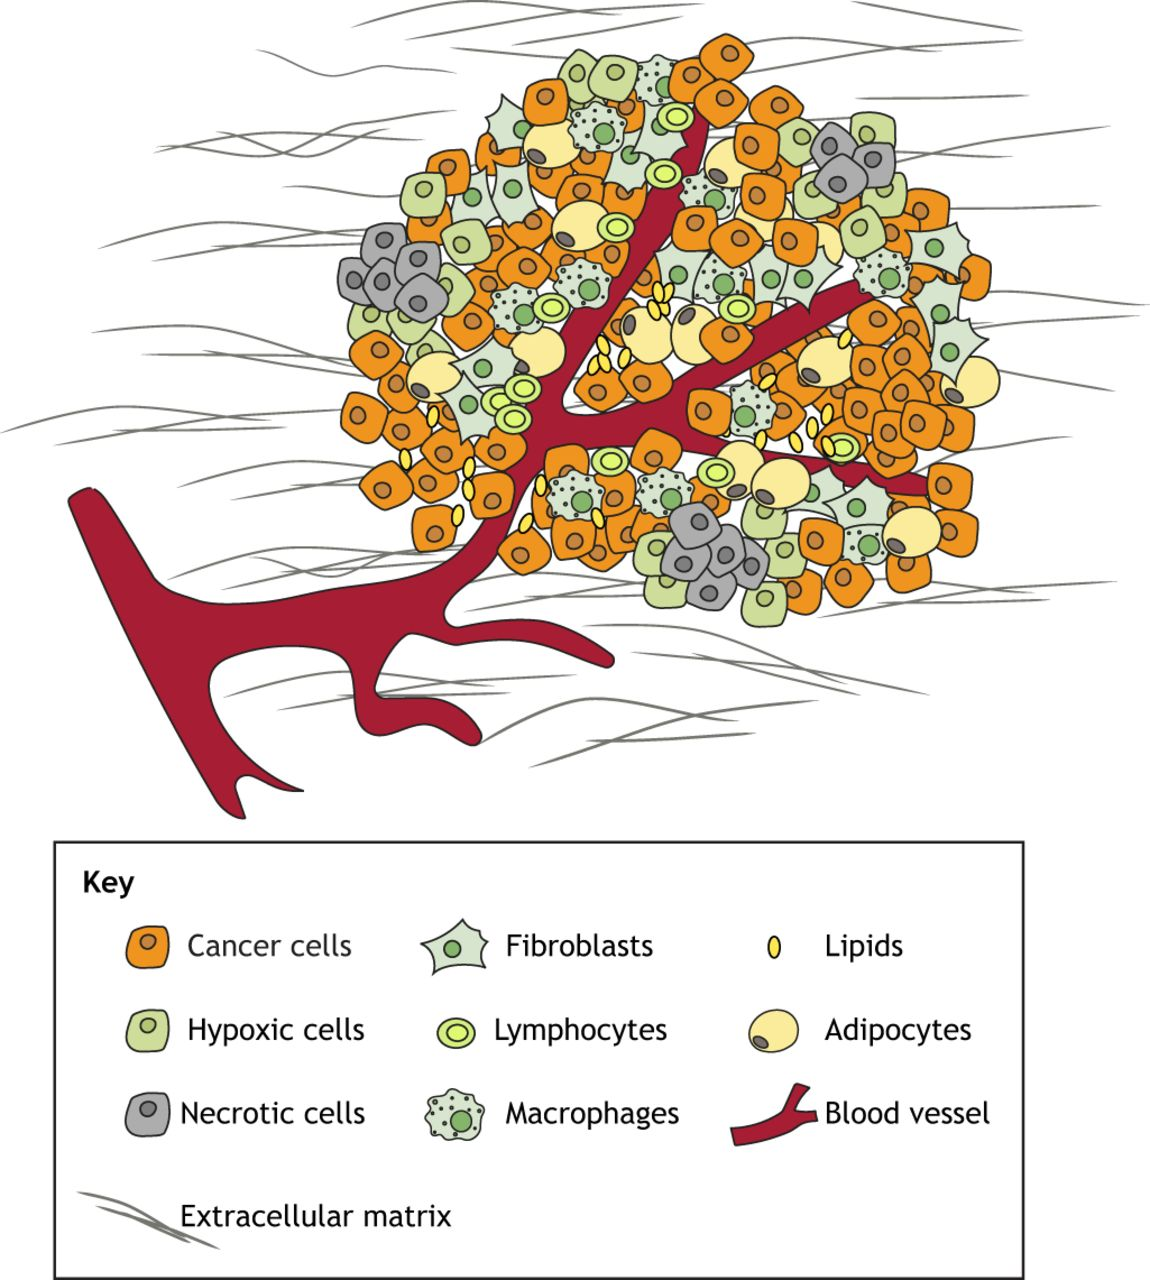 Key
Cancer cells
Fibroblasts
Lipids
Hypoxic cells
Lymphocytes
Adipocytes
Necrotic cells
Macrophages
Blood vessel
Extracellular matrix